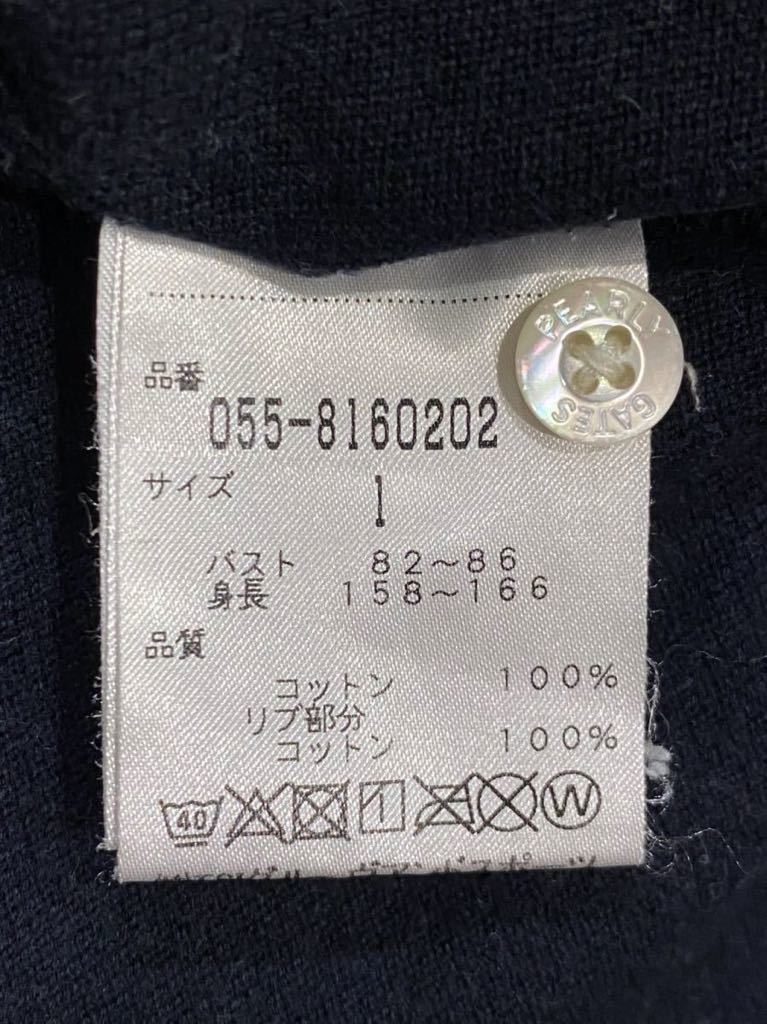 PEARLY
GATES
品番
055-8160202
サイズ
1
バスト 82~86
身長 158~166
品質
コットン 100%
リブ部分
コットン 100%
40
W